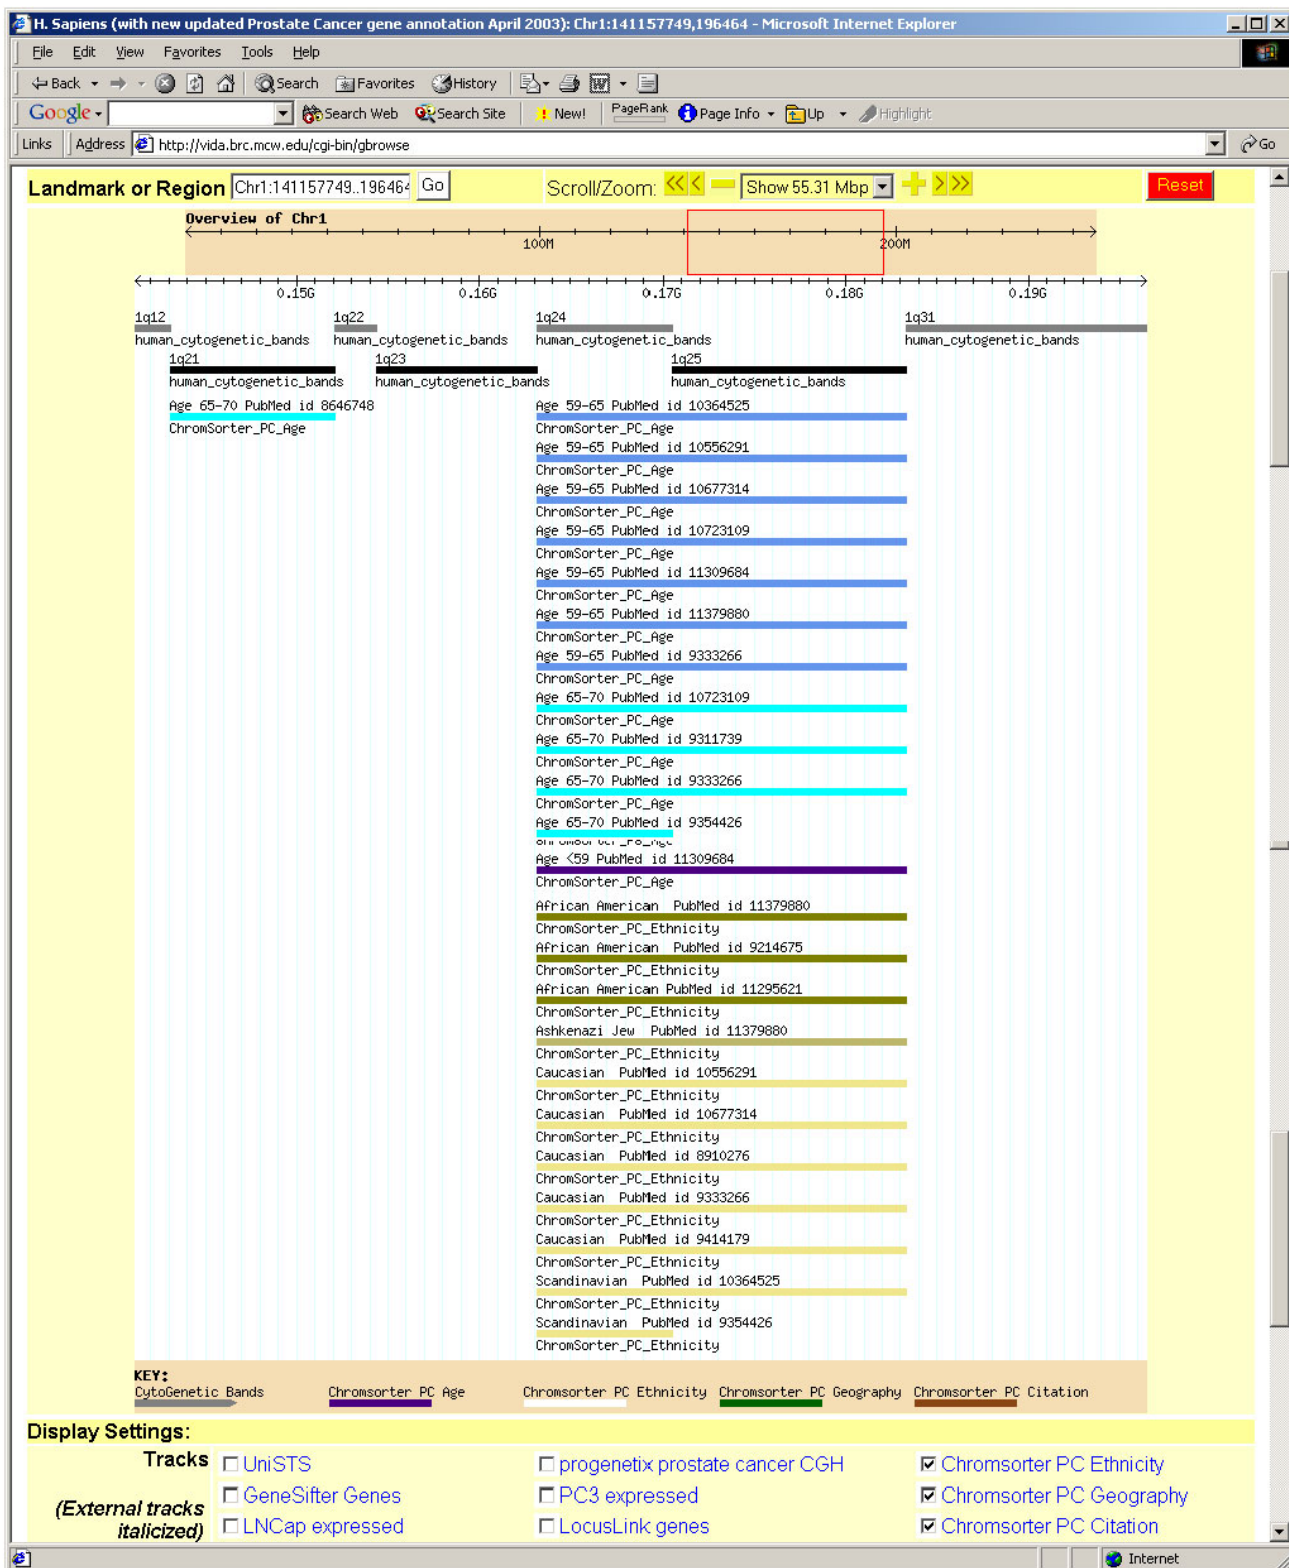 H. Sapiens (with new updated Prostate Cancer gene annotation April 2003): Chr1:141157749,196464 - Microsoft Internet Explorer
File Edit View Favorites Tools Help
Back Search Favorites History
Google Search Web Search Site New! PageRank Page Info Up Highlight
Links Address http://vida.brc.mcw.edu/cgi-bin/gbrowse Go
Landmark or Region Chr1:141157749..196464 Go Scroll/Zoom: << < Show 55.31 Mbp > >> Reset
Overview of Chr1
100M 200M
0.15G 0.16G 0.17G 0.18G 0.19G
1q12 1q22 1q24 1q31
human_cytogenetic_bands human_cytogenetic_bands human_cytogenetic_bands human_cytogenetic_bands
1q21 1q23 1q25
human_cytogenetic_bands human_cytogenetic_bands human_cytogenetic_bands
Age 65-70 PubMed id 8646748 Age 59-65 PubMed id 10364525
ChromSorter_PC_Age ChromSorter_PC_Age
Age 59-65 PubMed id 10556291
ChromSorter_PC_Age
Age 59-65 PubMed id 10677314
ChromSorter_PC_Age
Age 59-65 PubMed id 10723109
ChromSorter_PC_Age
Age 59-65 PubMed id 11309684
ChromSorter_PC_Age
Age 59-65 PubMed id 11379880
ChromSorter_PC_Age
Age 59-65 PubMed id 9333266
ChromSorter_PC_Age
Age 65-70 PubMed id 10723109
ChromSorter_PC_Age
Age 65-70 PubMed id 9311739
ChromSorter_PC_Age
Age 65-70 PubMed id 9333266
ChromSorter_PC_Age
Age 65-70 PubMed id 9354426
ChromSorter_PC_Age
Age <59 PubMed id 11309684
ChromSorter_PC_Age
African American PubMed id 11379880
ChromSorter_PC_Ethnicity
African American PubMed id 9214675
ChromSorter_PC_Ethnicity
African American PubMed id 11295621
ChromSorter_PC_Ethnicity
Ashkenazi Jew PubMed id 11379880
ChromSorter_PC_Ethnicity
Caucasian PubMed id 10556291
ChromSorter_PC_Ethnicity
Caucasian PubMed id 10677314
ChromSorter_PC_Ethnicity
Caucasian PubMed id 8910276
ChromSorter_PC_Ethnicity
Caucasian PubMed id 9333266
ChromSorter_PC_Ethnicity
Caucasian PubMed id 9414179
ChromSorter_PC_Ethnicity
Scandinavian PubMed id 10364525
ChromSorter_PC_Ethnicity
Scandinavian PubMed id 9354426
ChromSorter_PC_Ethnicity
KEY:
CytoGenetic Bands Chromsorter PC Age Chromsorter PC Ethnicity Chromsorter PC Geography Chromsorter PC Citation
Display Settings:
Tracks UniSTS progenetix prostate cancer CGH Chromsorter PC Ethnicity
(External tracks GeneSifter Genes PC3 expressed Chromsorter PC Geography
italicized) LNCap expressed LocusLink genes Chromsorter PC Citation
Internet